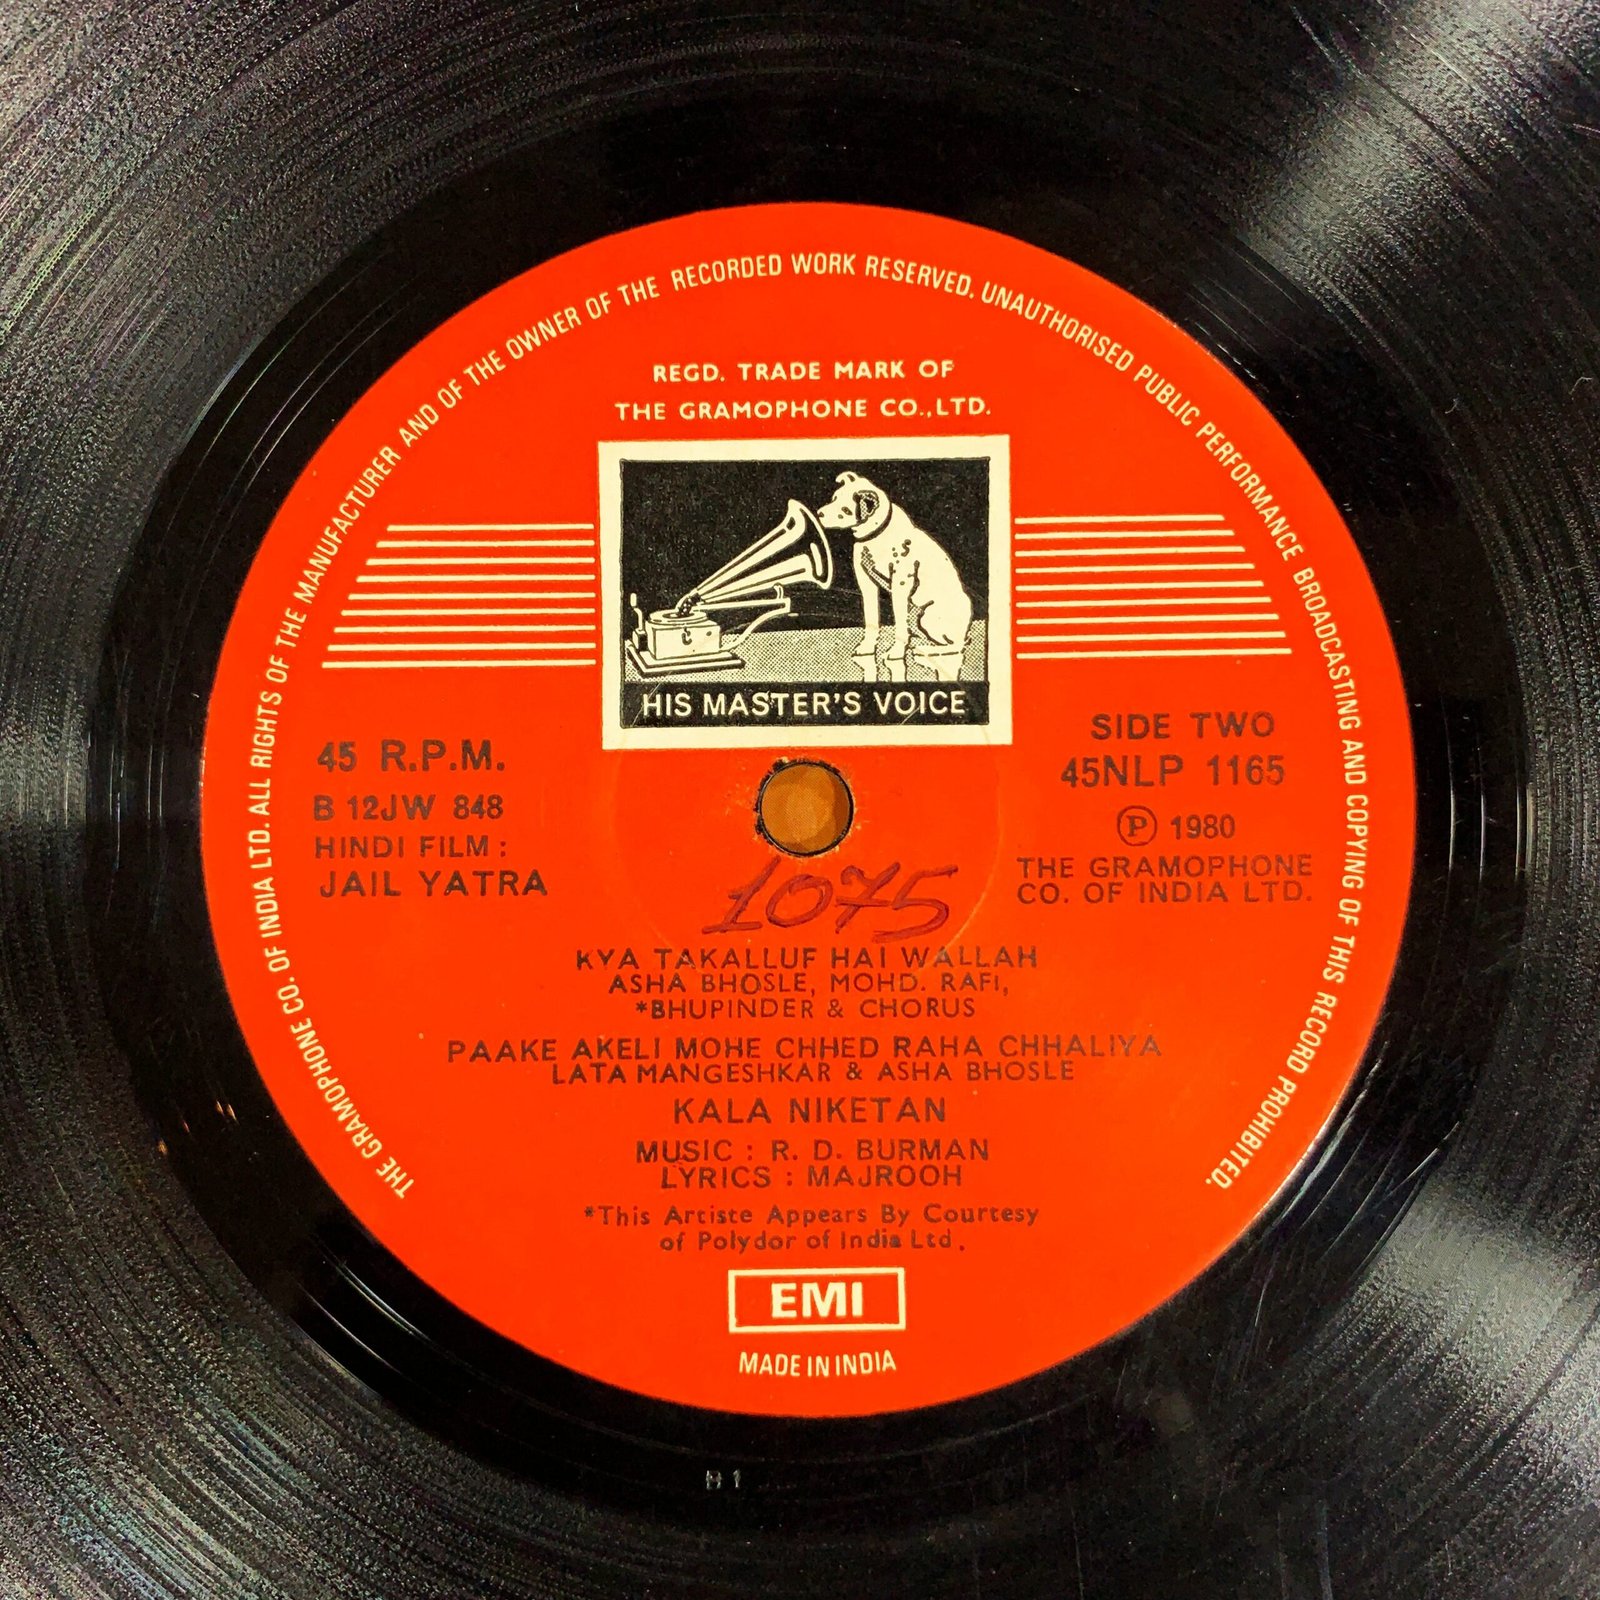 THE GRAMOPHONE CO. OF INDIA LTD. ALL RIGHTS OF THE MANUFACTURER AND OF THE OWNER OF THE RECORDED WORK RESERVED. UNAUTHORISED PUBLIC PERFORMANCE BROADCASTING AND COPYING OF THIS RECORD PROHIBITED.
REGD. TRADE MARK OF
THE GRAMOPHONE CO., LTD.
HIS MASTER'S VOICE
45 R.P.M.
B 12JW 848
HINDI FILM :
JAIL YATRA
SIDE TWO
45NLP 1165
Ⓟ 1980
THE GRAMOPHONE
CO. OF INDIA LTD.
1075
KYA TAKALLUF HAI WALLAH
ASHA BHOSLE, MOHD. RAFI,
*BHUPINDER & CHORUS
PAAKE AKELI MOHE CHHED RAHA CHHALIYA
LATA MANGESHKAR & ASHA BHOSLE
KALA NIKETAN
MUSIC : R. D. BURMAN
LYRICS : MAJROOH
*This Artiste Appears By Courtesy
of Polydor of India Ltd.
EMI
MADE IN INDIA
B 1